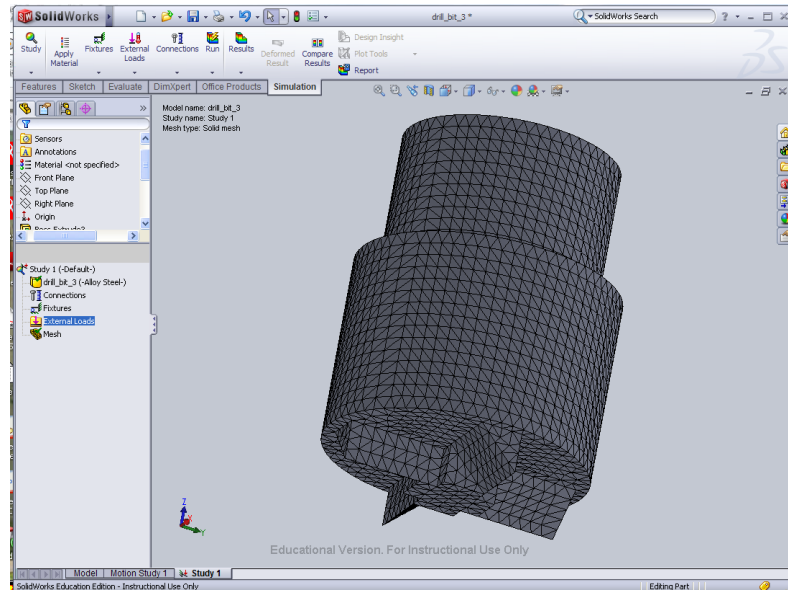 SolidWorks
drill_bit_3 *
SolidWorks Search
Study
Apply Material
Fixtures
External Loads
Connections
Run
Results
Deformed Result
Compare Results
Design Insight
Plot Tools
Report
Features Sketch Evaluate DimXpert Office Products Simulation
Model name: drill_bit_3
Study name: Study 1
Mesh type: Solid mesh
Sensors
Annotations
Material <not specified>
Front Plane
Top Plane
Right Plane
Origin
Study 1 (-Default-)
drill_bit_3 (-Alloy Steel-)
Connections
Fixtures
External Loads
Mesh
Z
X
Y
Educational Version. For Instructional Use Only
Model Motion Study 1 Study 1
SolidWorks Education Edition - Instructional Use Only
Editing Part